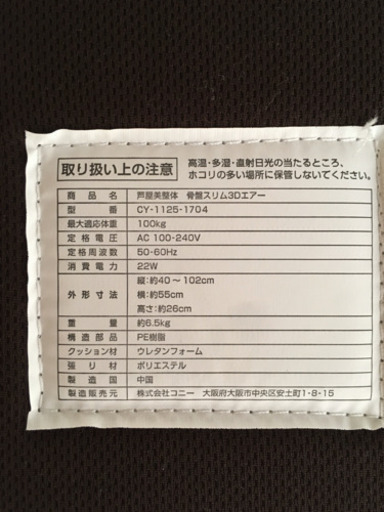 取り扱い上の注意
高温・多湿・直射日光の当たるところ、
ホコリの多い場所に保管しないでください。
商品名 芦屋美整体 骨盤スリム3Dエアー
型番 CY-1125-1704
最大適応体重 100kg
定格電圧 AC 100-240V
定格周波数 50-60Hz
消費電力 22W
外形寸法 縦:約40～102cm
横:約55cm
高さ:約26cm
重量 約6.5kg
構造部品 PE樹脂
クッション材 ウレタンフォーム
張り材 ポリエステル
製造国 中国
製造販売元 株式会社コニー 大阪府大阪市中央区安土町1-8-15